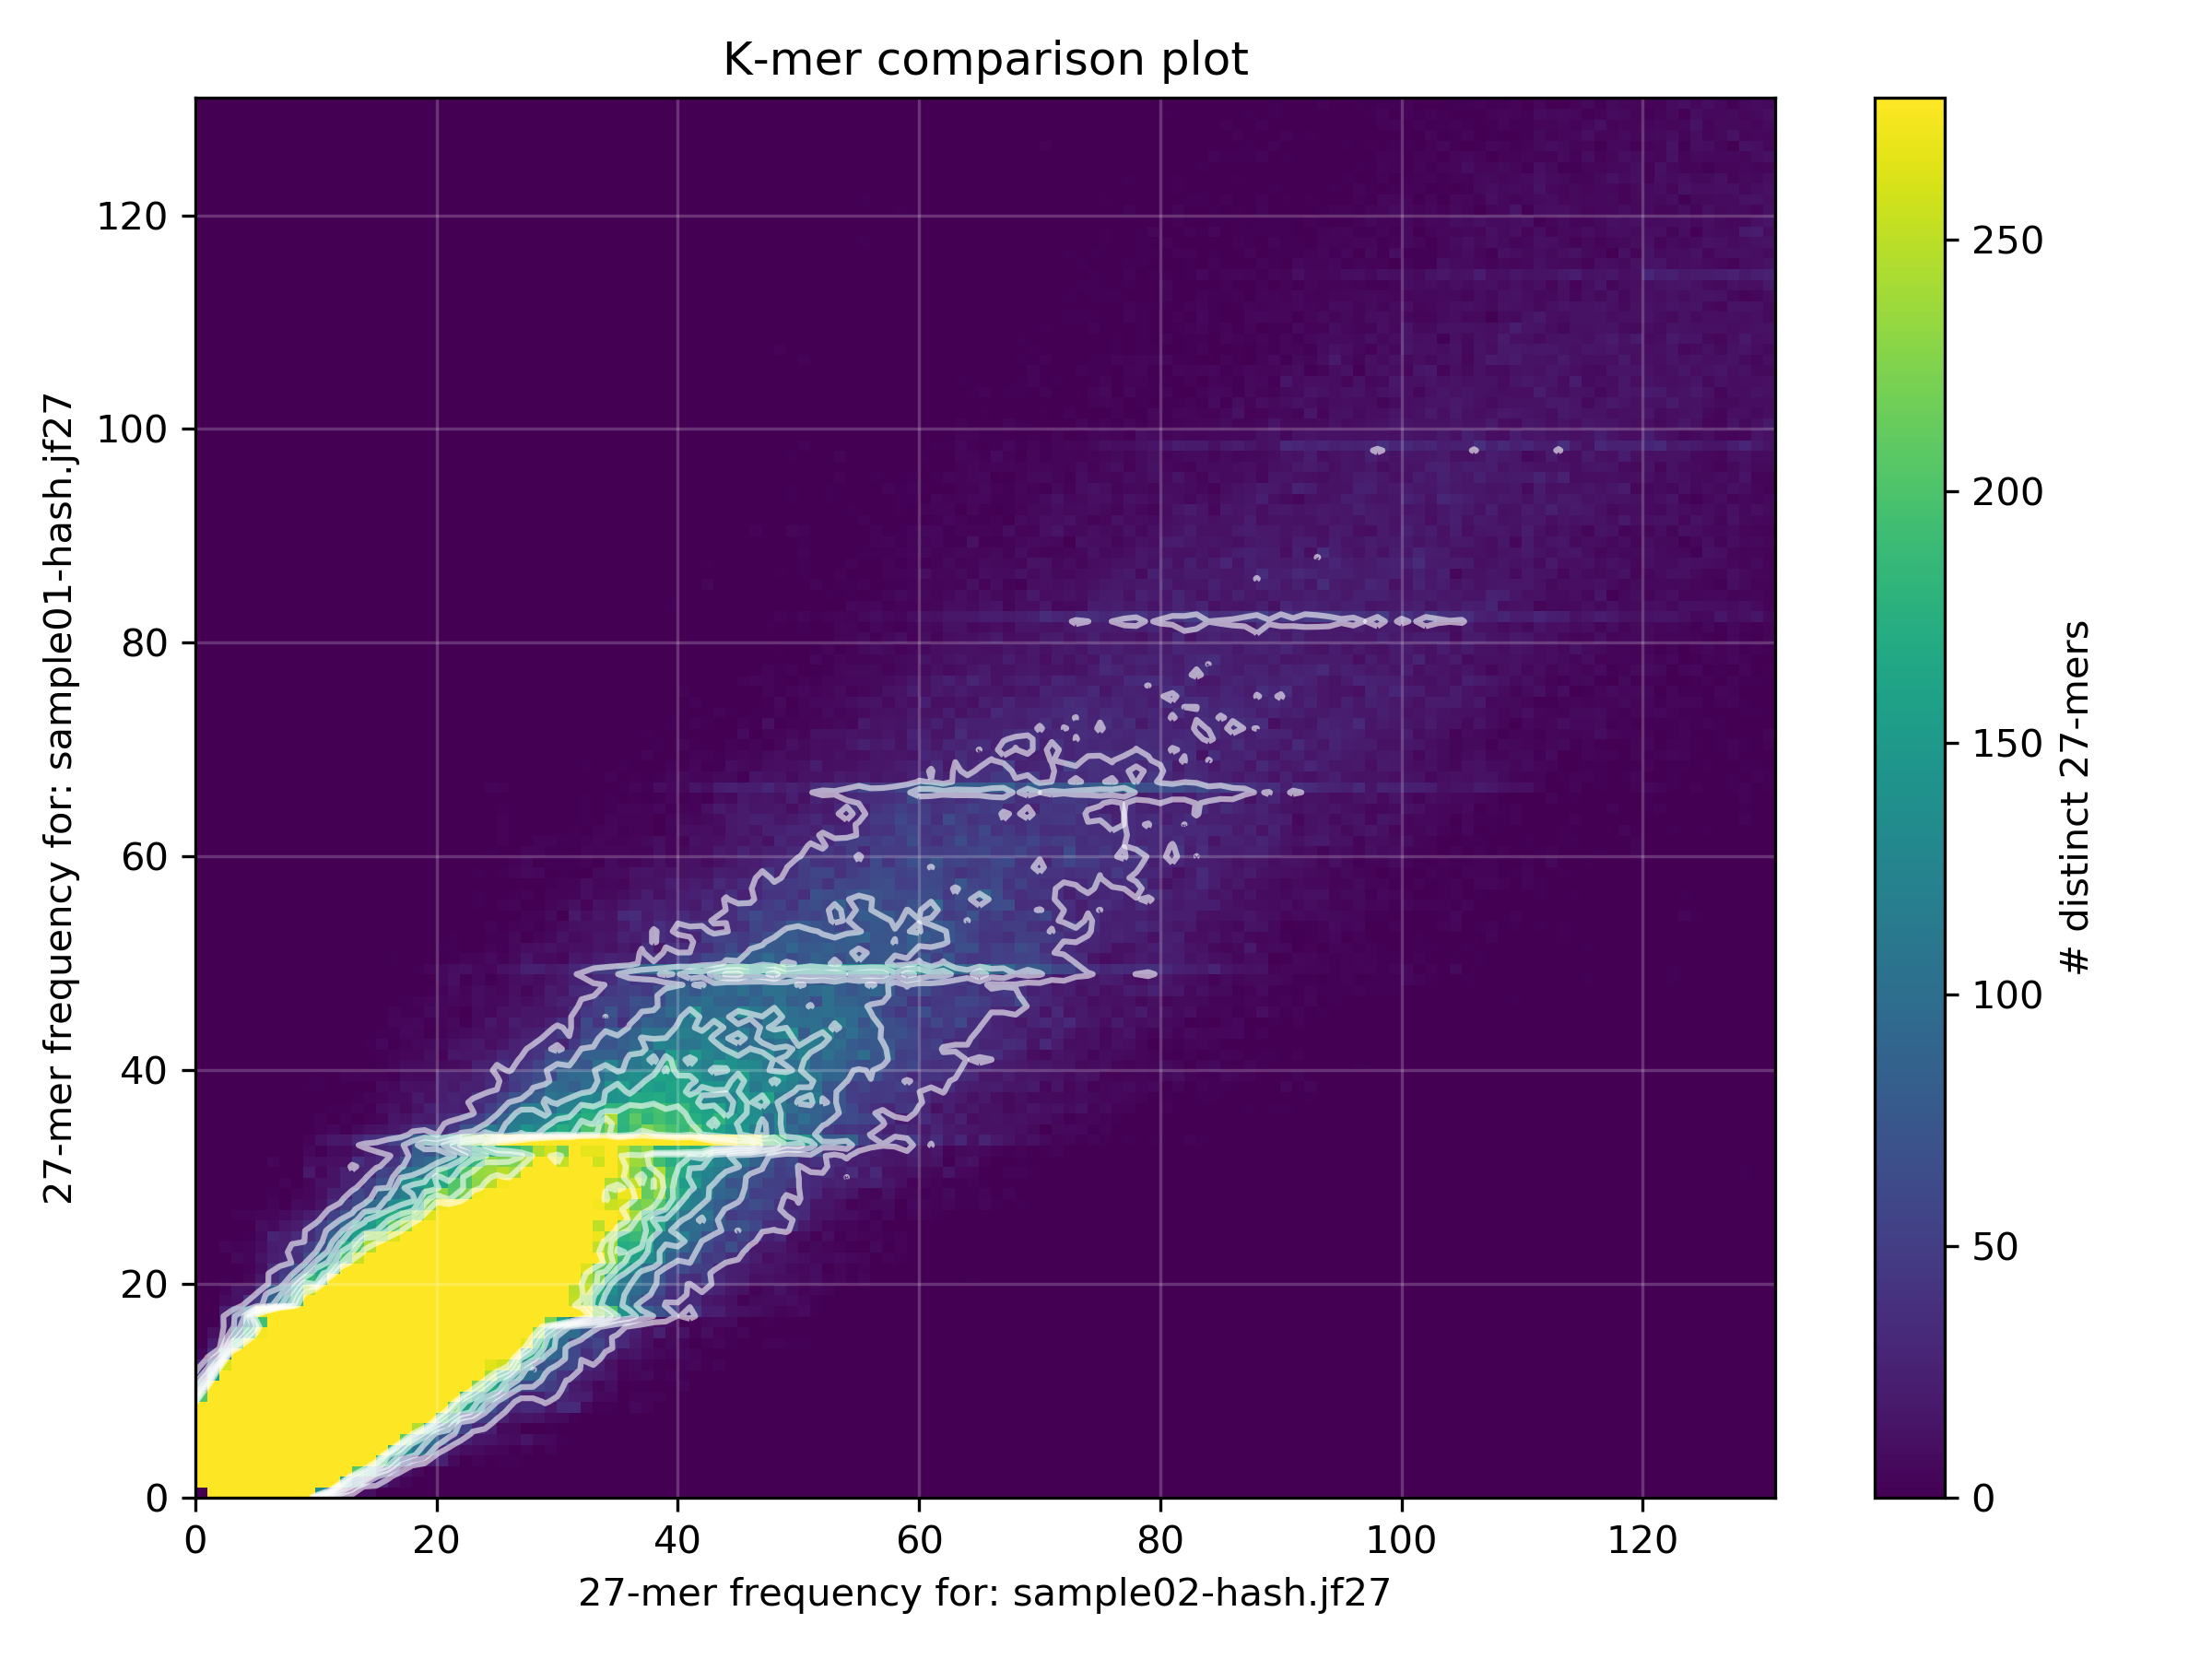 K-mer comparison plot
27-mer frequency for: sample01-hash.jf27
120
100
80
60
40
20
0
0 20 40 60 80 100 120
27-mer frequency for: sample02-hash.jf27
250
200
150
100
50
0
# distinct 27-mers